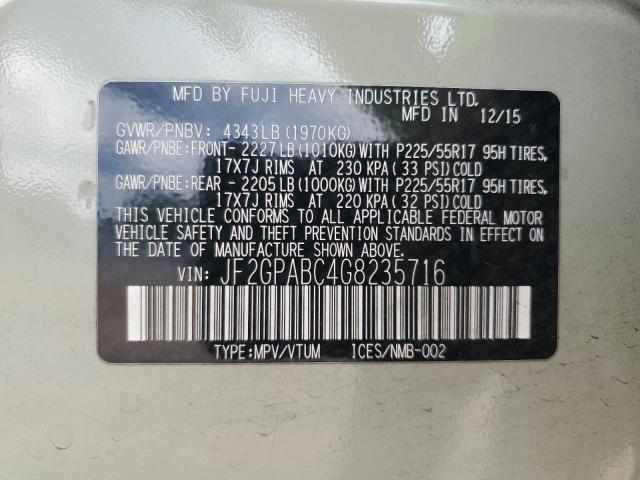 MFD BY FUJI HEAVY INDUSTRIES LTD.
MFD IN 12/15
GVWR/PNBV: 4343LB(1970KG)
GAWR/PNBE:FRONT- 2227LB(1010KG)WITH P225/55R17 95H TIRES,
17X7J RIMS AT 230 KPA(33 PSI)COLD
GAWR/PNBE:REAR - 2205LB(1000KG)WITH P225/55R17 95H TIRES,
17X7J RIMS AT 220 KPA(32 PSI)COLD
THIS VEHICLE CONFORMS TO ALL APPLICABLE FEDERAL MOTOR
VEHICLE SAFETY AND THEFT PREVENTION STANDARDS IN EFFECT ON
THE DATE OF MANUFACTURE SHOWN ABOVE.
VIN: JF2GPABC4G8235716
TYPE:MPV/VTUM ICES/NMB-002